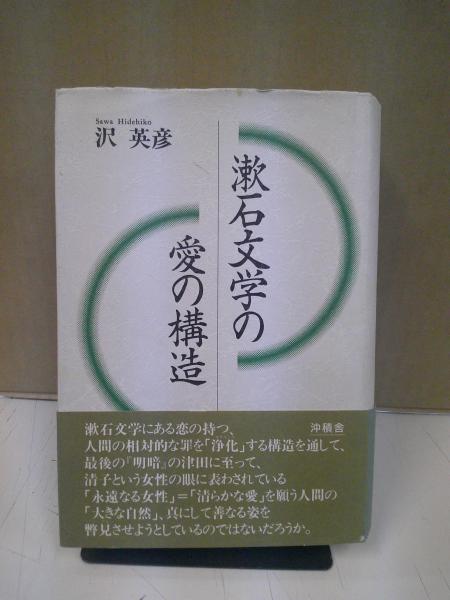 Sawa Hidehiko
沢 英彦
漱石文学の
愛の構造
漱石文学にある恋の持つ、
人間の相対的な罪を「浄化」する構造を通して、
最後の『明暗』の津田に至って、
清子という女性の眼に表わされている
「永遠なる女性」＝「清らかな愛」を願う人間の
「大きな自然」、真にして善なる姿を
瞥見させようとしているのではないだろうか。
沖積舎